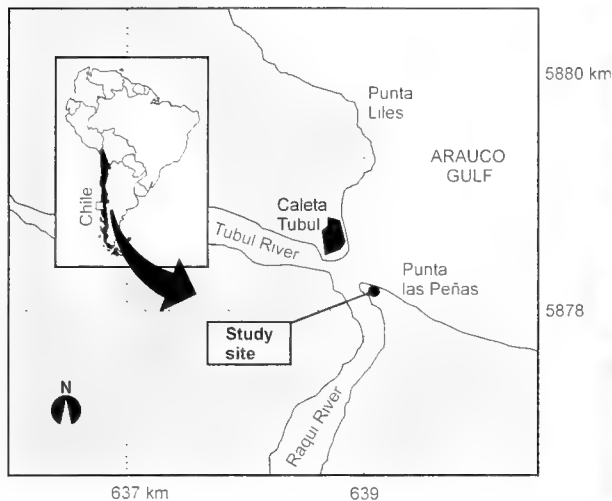 5880 km
Punta
Liles
ARAUCO
GULF
Chile
Caleta
Tubul
Tubul River
Punta
las Peñas
5878
Study
site
N
Raqui River
637 km
639